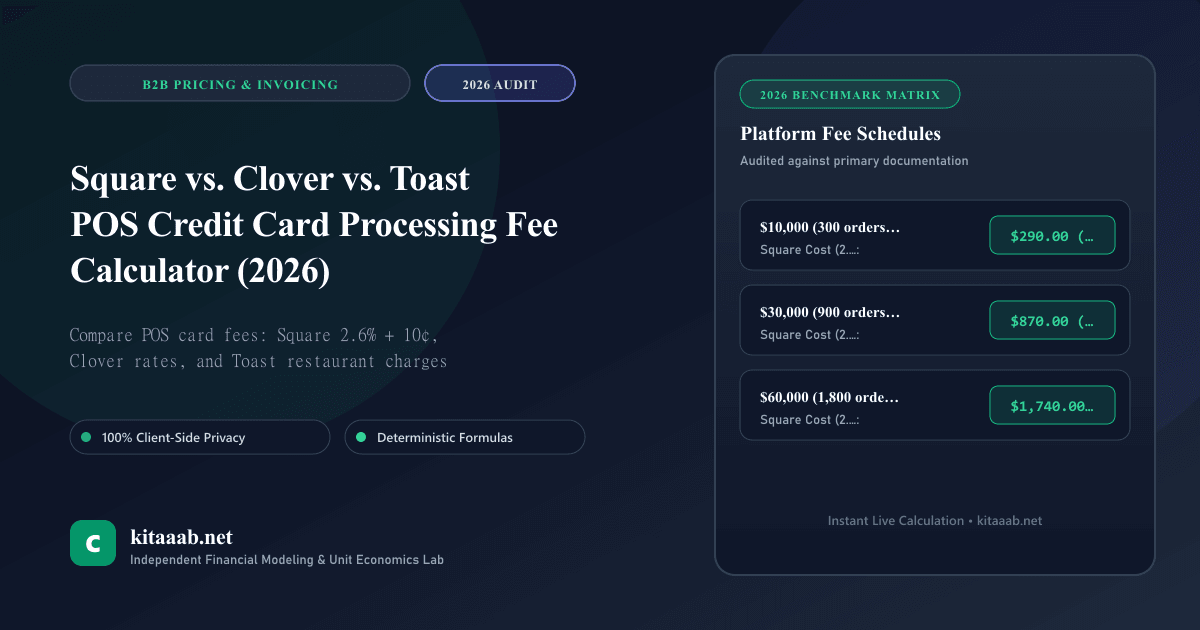 B2B PRICING & INVOICING
2026 AUDIT
Square vs. Clover vs. Toast
POS Credit Card Processing Fee
Calculator (2026)
Compare POS card fees: Square 2.6% + 10¢,
Clover rates, and Toast restaurant charges
100% Client-Side Privacy
Deterministic Formulas
C
kitaaab.net
Independent Financial Modeling & Unit Economics Lab
2026 BENCHMARK MATRIX
Platform Fee Schedules
Audited against primary documentation
$10,000 (300 orders…
Square Cost (2.…:
$290.00 (…
$30,000 (900 orders…
Square Cost (2.…:
$870.00 (…
$60,000 (1,800 orde…
Square Cost (2.…:
$1,740.00…
Instant Live Calculation • kitaaab.net